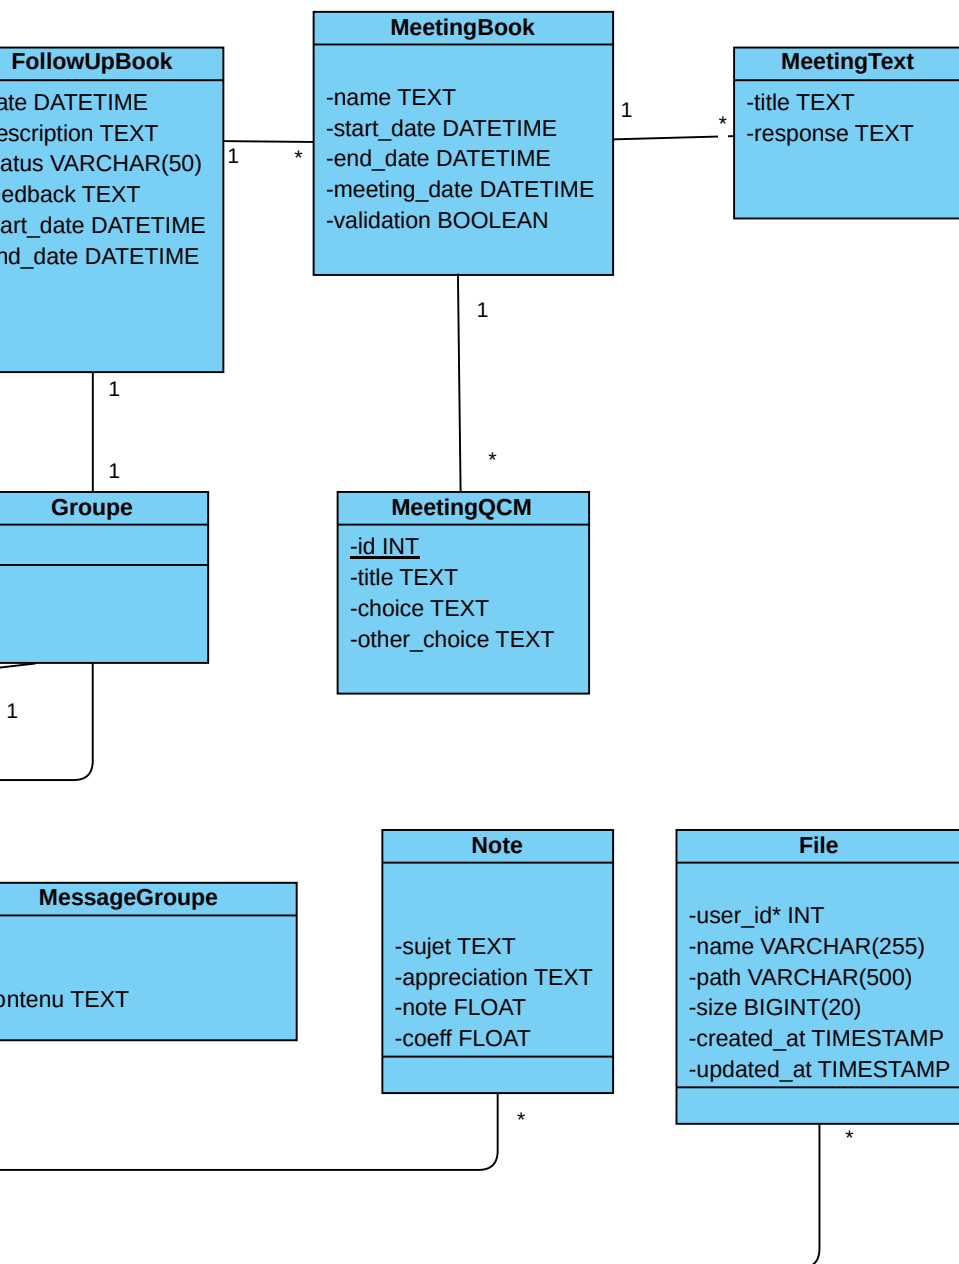 MeetingBook
-name TEXT
-start_date DATETIME
-end_date DATETIME
-meeting_date DATETIME
-validation BOOLEAN
FollowUpBook
ate DATETIME
escription TEXT
atus VARCHAR(50)
edback TEXT
art_date DATETIME
nd_date DATETIME
MeetingText
-title TEXT
-response TEXT
1
*
1
*
1
*
1
1
Groupe
1
MeetingQCM
-id INT
-title TEXT
-choice TEXT
-other_choice TEXT
MessageGroupe
ontenu TEXT
Note
-sujet TEXT
-appreciation TEXT
-note FLOAT
-coeff FLOAT
*
File
-user_id* INT
-name VARCHAR(255)
-path VARCHAR(500)
-size BIGINT(20)
-created_at TIMESTAMP
-updated_at TIMESTAMP
*